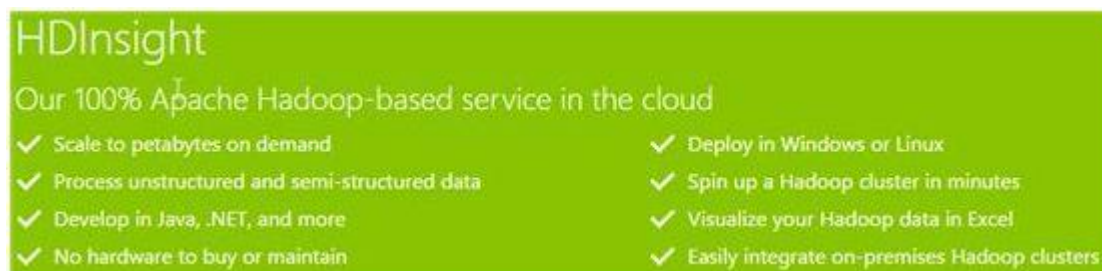 HDInsight
Our 100% Apache Hadoop-based service in the cloud
Scale to petabytes on demand
Process unstructured and semi-structured data
Develop in Java, .NET, and more
No hardware to buy or maintain
Deploy in Windows or Linux
Spin up a Hadoop cluster in minutes
Visualize your Hadoop data in Excel
Easily integrate on-premises Hadoop clusters